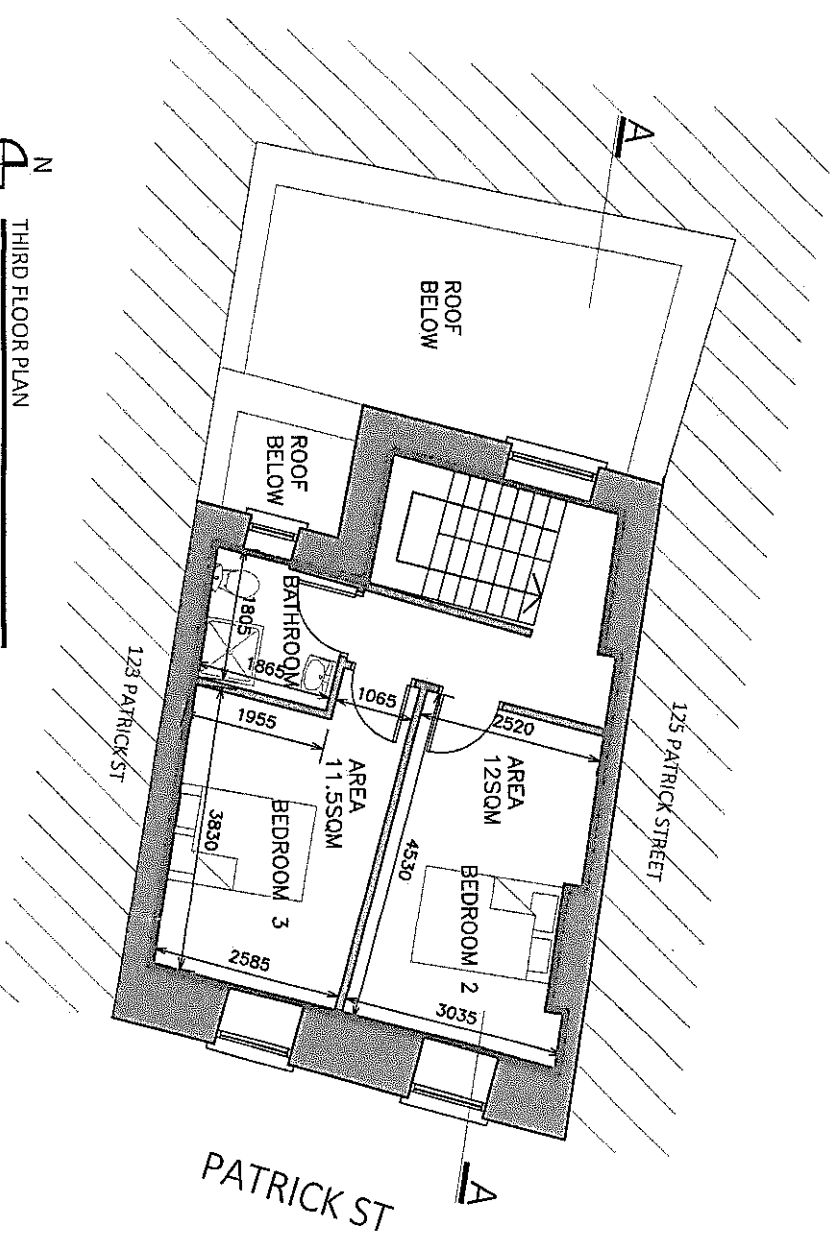 A
ROOF
BELOW
ROOF
BELOW
BATHROOM
1805
1865
1065
2520
125 PATRICK STREET
AREA
12SQM
4530
BEDROOM 2
3035
1955
AREA
11.5SQM
BEDROOM 3
3830
2585
123 PATRICK ST
A
PATRICK ST
N
THIRD FLOOR PLAN